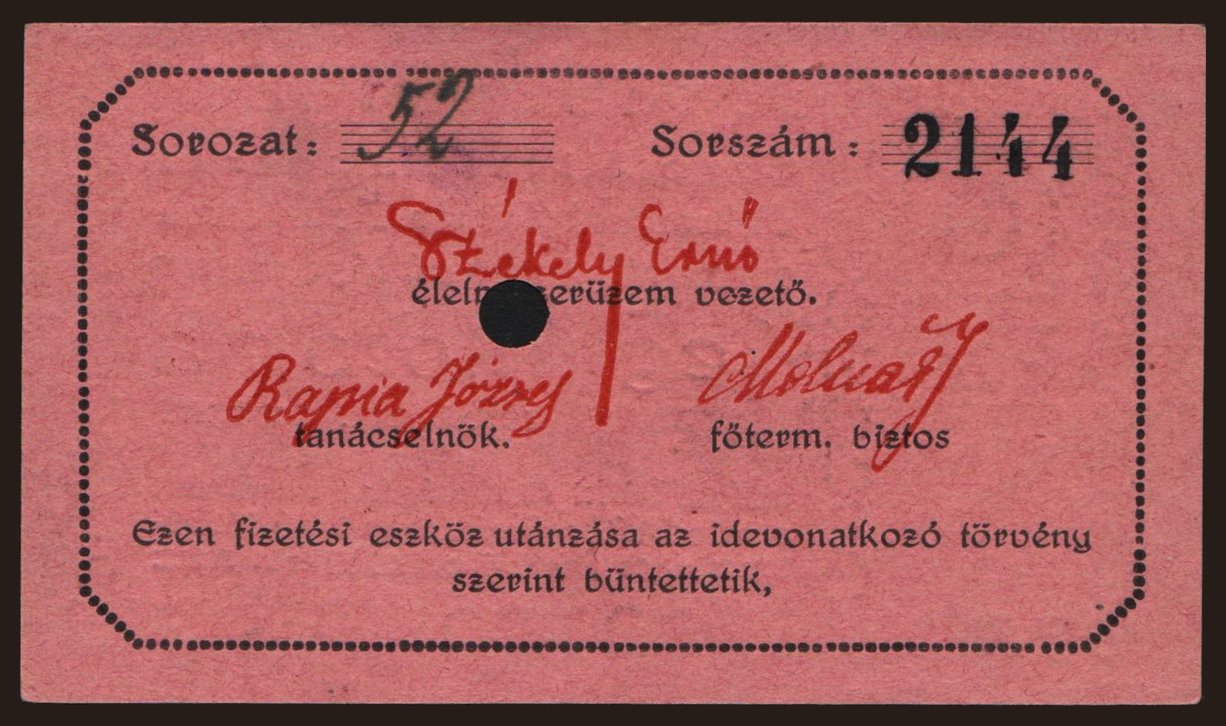 Sorozat: 52 Sorszám: 2144
Székely Ernő
élelmiszerüzem vezető.
József
tanácselnök. főterm. biztos
Ezen fizetési eszköz utánzása az idevonatkozó törvény
szerint büntettetik,